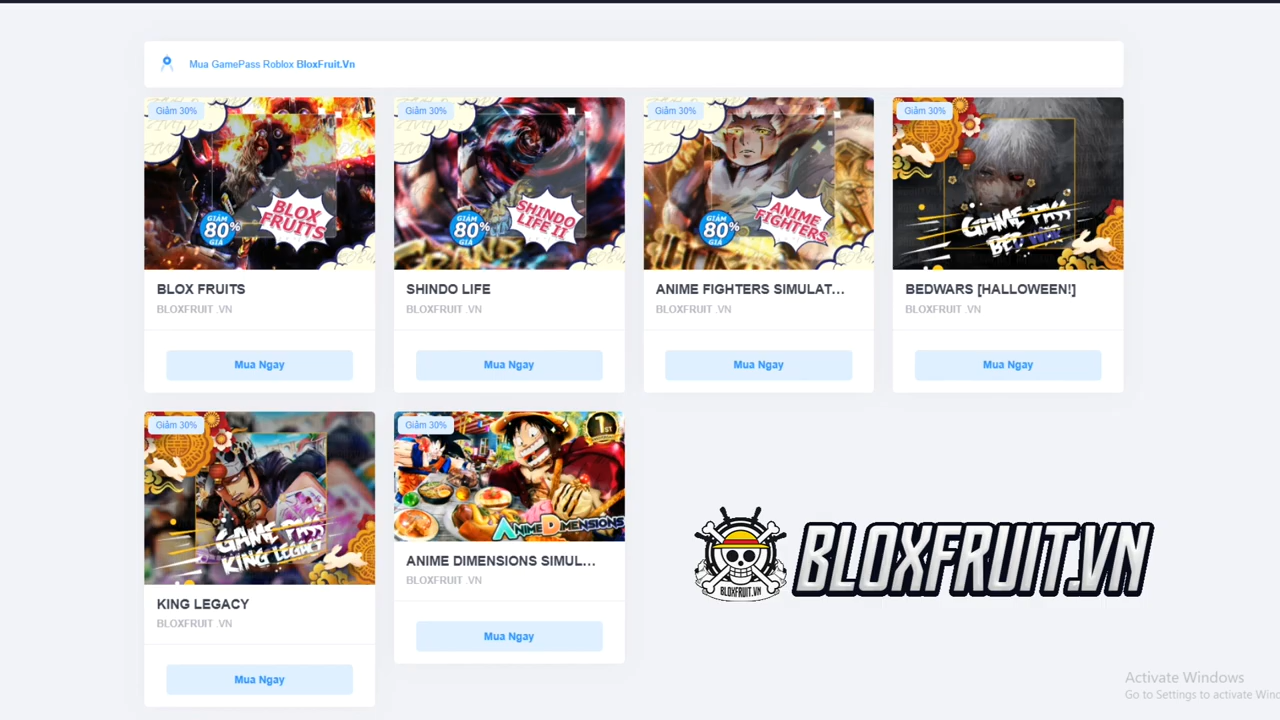 Mua GamePass Roblox BloxFruit.Vn
Giảm 30%
GIẢM
80%
GIÁ
BLOX
FRUITS
BLOX FRUITS
BLOXFRUIT .VN
Mua Ngay
Giảm 30%
GIẢM
80%
GIÁ
SHINDO
LIFE II
SHINDO LIFE
BLOXFRUIT .VN
Mua Ngay
Giảm 30%
GIẢM
80%
GIÁ
ANIME
FIGHTERS
ANIME FIGHTERS SIMULAT...
BLOXFRUIT .VN
Mua Ngay
Giảm 30%
GAME PASS
BEDWARS [HALLOWEEN!]
BLOXFRUIT .VN
Mua Ngay
Giảm 30%
GAME PASS
KING LEGACY
KING LEGACY
BLOXFRUIT .VN
Mua Ngay
Giảm 30%
1ST
ANIME DIMENSIONS
ANIME DIMENSIONS SIMUL...
BLOXFRUIT .VN
Mua Ngay
BLOXFRUIT.VN
BLOXFRUIT.VN
Activate Windows
Go to Settings to activate Win